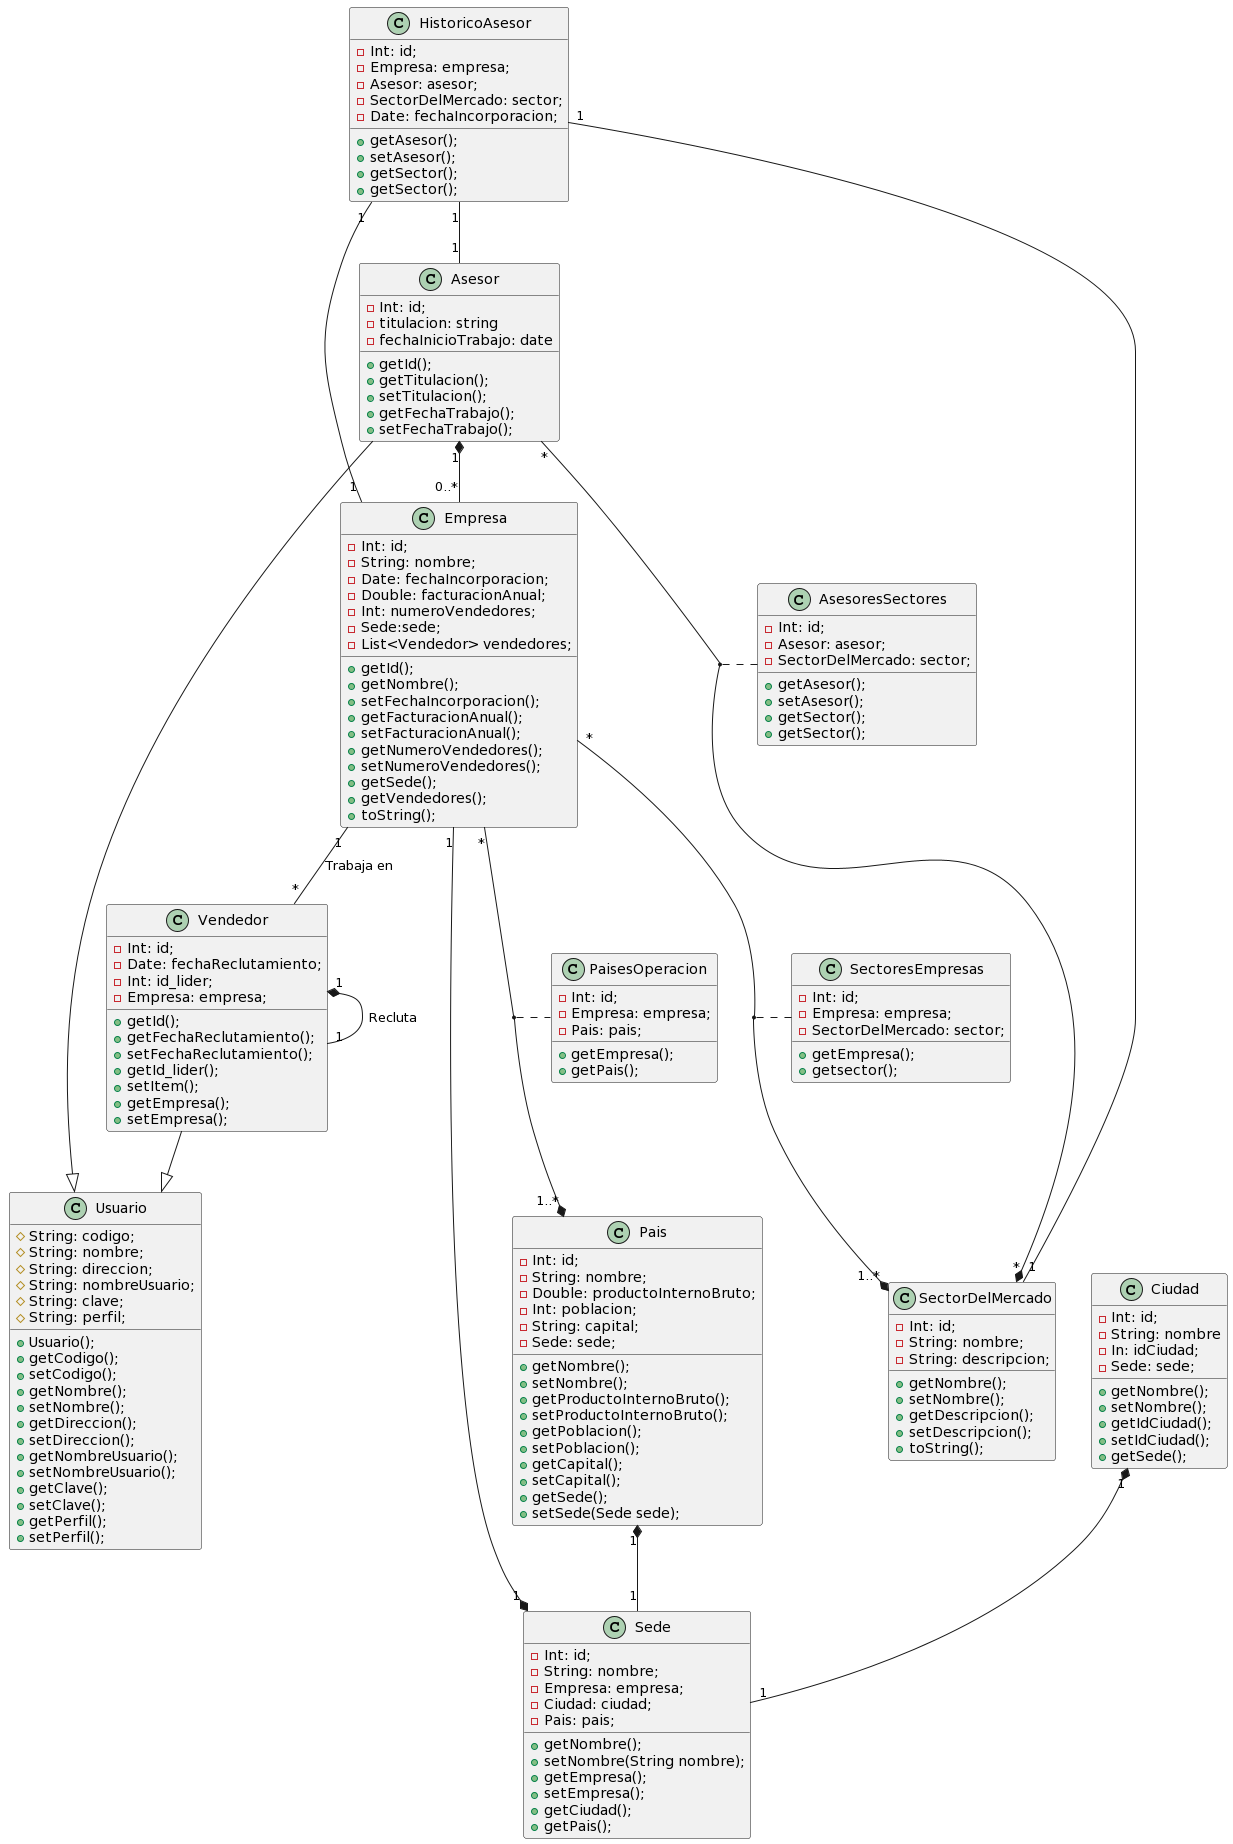 C HistoricoAsesor
Int: id;
Empresa: empresa;
Asesor: asesor;
SectorDelMercado: sector;
Date: fechaIncorporacion;
getAsesor();
setAsesor();
getSector();
getSector();
1
1
1
1
C Asesor
Int: id;
titulacion: string
fechaInicioTrabajo: date
getId();
getTitulacion();
setTitulacion();
getFechaTrabajo();
setFechaTrabajo();
1
*
1
0..*
C Empresa
Int: id;
String: nombre;
Date: fechaIncorporacion;
Double: facturacionAnual;
Int: numeroVendedores;
Sede:sede;
List<Vendedor> vendedores;
getId();
getNombre();
setFechaIncorporacion();
getFacturacionAnual();
setFacturacionAnual();
getNumeroVendedores();
setNumeroVendedores();
getSede();
getVendedores();
toString();
*
C AsesoresSectores
Int: id;
Asesor: asesor;
SectorDelMercado: sector;
getAsesor();
setAsesor();
getSector();
getSector();
1
1
*
Trabaja en
*
C Vendedor
Int: id;
Date: fechaReclutamiento;
Int: id_lider;
Empresa: empresa;
getId();
getFechaReclutamiento();
setFechaReclutamiento();
getId_lider();
setItem();
getEmpresa();
setEmpresa();
1
Recluta
1
C PaisesOperacion
Int: id;
Empresa: empresa;
Pais: pais;
getEmpresa();
getPais();
C SectoresEmpresas
Int: id;
Empresa: empresa;
SectorDelMercado: sector;
getEmpresa();
getsector();
C Usuario
String: codigo;
String: nombre;
String: direccion;
String: nombreUsuario;
String: clave;
String: perfil;
Usuario();
getCodigo();
setCodigo();
getNombre();
setNombre();
getDireccion();
setDireccion();
getNombreUsuario();
setNombreUsuario();
getClave();
setClave();
getPerfil();
setPerfil();
1..*
C Pais
Int: id;
String: nombre;
Double: productoInternoBruto;
Int: poblacion;
String: capital;
Sede: sede;
getNombre();
setNombre();
getProductoInternoBruto();
setProductoInternoBruto();
getPoblacion();
setPoblacion();
getCapital();
setCapital();
getSede();
setSede(Sede sede);
1..*
*
1
C SectorDelMercado
Int: id;
String: nombre;
String: descripcion;
getNombre();
setNombre();
getDescripcion();
setDescripcion();
toString();
C Ciudad
Int: id;
String: nombre
In: idCiudad;
Sede: sede;
getNombre();
setNombre();
getIdCiudad();
setIdCiudad();
getSede();
1
1
1
1
1
C Sede
Int: id;
String: nombre;
Empresa: empresa;
Ciudad: ciudad;
Pais: pais;
getNombre();
setNombre(String nombre);
getEmpresa();
setEmpresa();
getCiudad();
getPais();